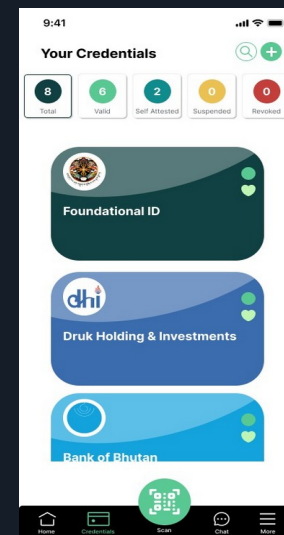 9:41
Your Credentials
8 6 2 0 0
Total Valid Self Attested Suspended Revoked
Foundational ID
dhi
Druk Holding & Investments
Bank of Bhutan
Home Credentials Scan Chat More